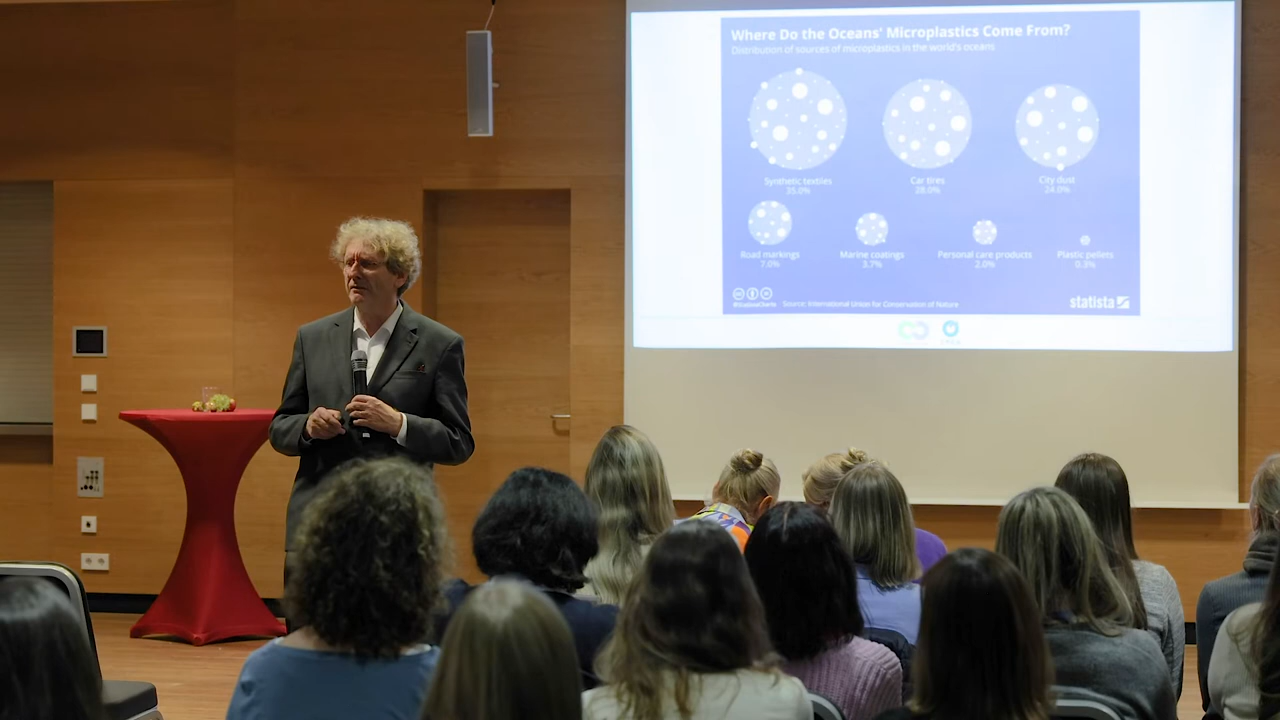 Where Do the Oceans' Microplastics Come From?
Distribution of sources of microplastics in the world's oceans
Synthetic textiles
35.0%
Car tires
28.0%
City dust
24.0%
Road markings
7.0%
Marine coatings
3.7%
Personal care products
2.0%
Plastic pellets
0.3%
@StatistaCharts
Source: International Union for Conservation of Nature
statista